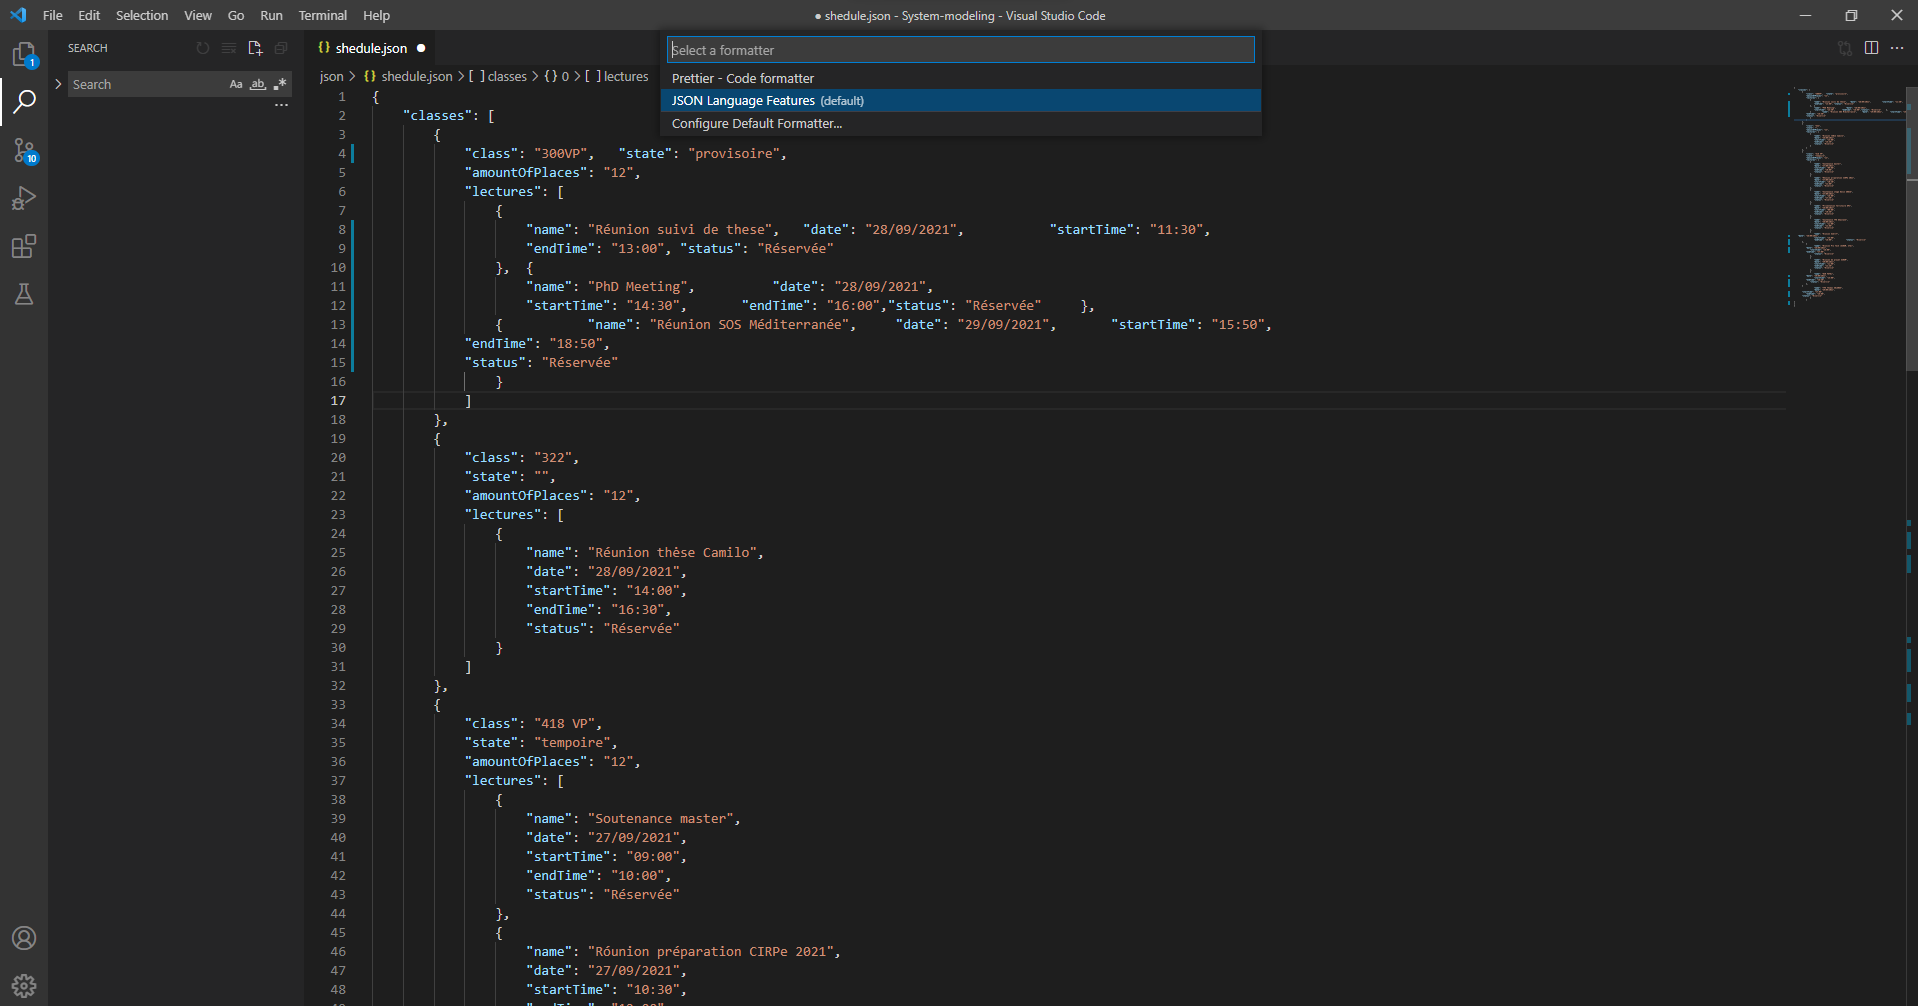 File Edit Selection View Go Run Terminal Help
● shedule.json - System-modeling - Visual Studio Code
SEARCH
Search
Aa ab .*
1
10
{} shedule.json ●
json > {} shedule.json > [ ] classes > {} 0 > [ ] lectures
Select a formatter
Prettier - Code formatter
JSON Language Features (default)
Configure Default Formatter...
1 {
2 "classes": [
3 {
4 "class": "300VP", "state": "provisoire",
5 "amountOfPlaces": "12",
6 "lectures": [
7 {
8 "name": "Réunion suivi de these", "date": "28/09/2021", "startTime": "11:30",
9 "endTime": "13:00", "status": "Réservée"
10 }, {
11 "name": "PhD Meeting", "date": "28/09/2021",
12 "startTime": "14:30", "endTime": "16:00","status": "Réservée" },
13 { "name": "Réunion SOS Méditerranée", "date": "29/09/2021", "startTime": "15:50",
14 "endTime": "18:50",
15 "status": "Réservée"
16 }
17 ]
18 },
19 {
20 "class": "322",
21 "state": "",
22 "amountOfPlaces": "12",
23 "lectures": [
24 {
25 "name": "Réunion thèse Camilo",
26 "date": "28/09/2021",
27 "startTime": "14:00",
28 "endTime": "16:30",
29 "status": "Réservée"
30 }
31 ]
32 },
33 {
34 "class": "418 VP",
35 "state": "tempoire",
36 "amountOfPlaces": "12",
37 "lectures": [
38 {
39 "name": "Soutenance master",
40 "date": "27/09/2021",
41 "startTime": "09:00",
42 "endTime": "10:00",
43 "status": "Réservée"
44 },
45 {
46 "name": "Róunion préparation CIRPe 2021",
47 "date": "27/09/2021",
48 "startTime": "10:30",